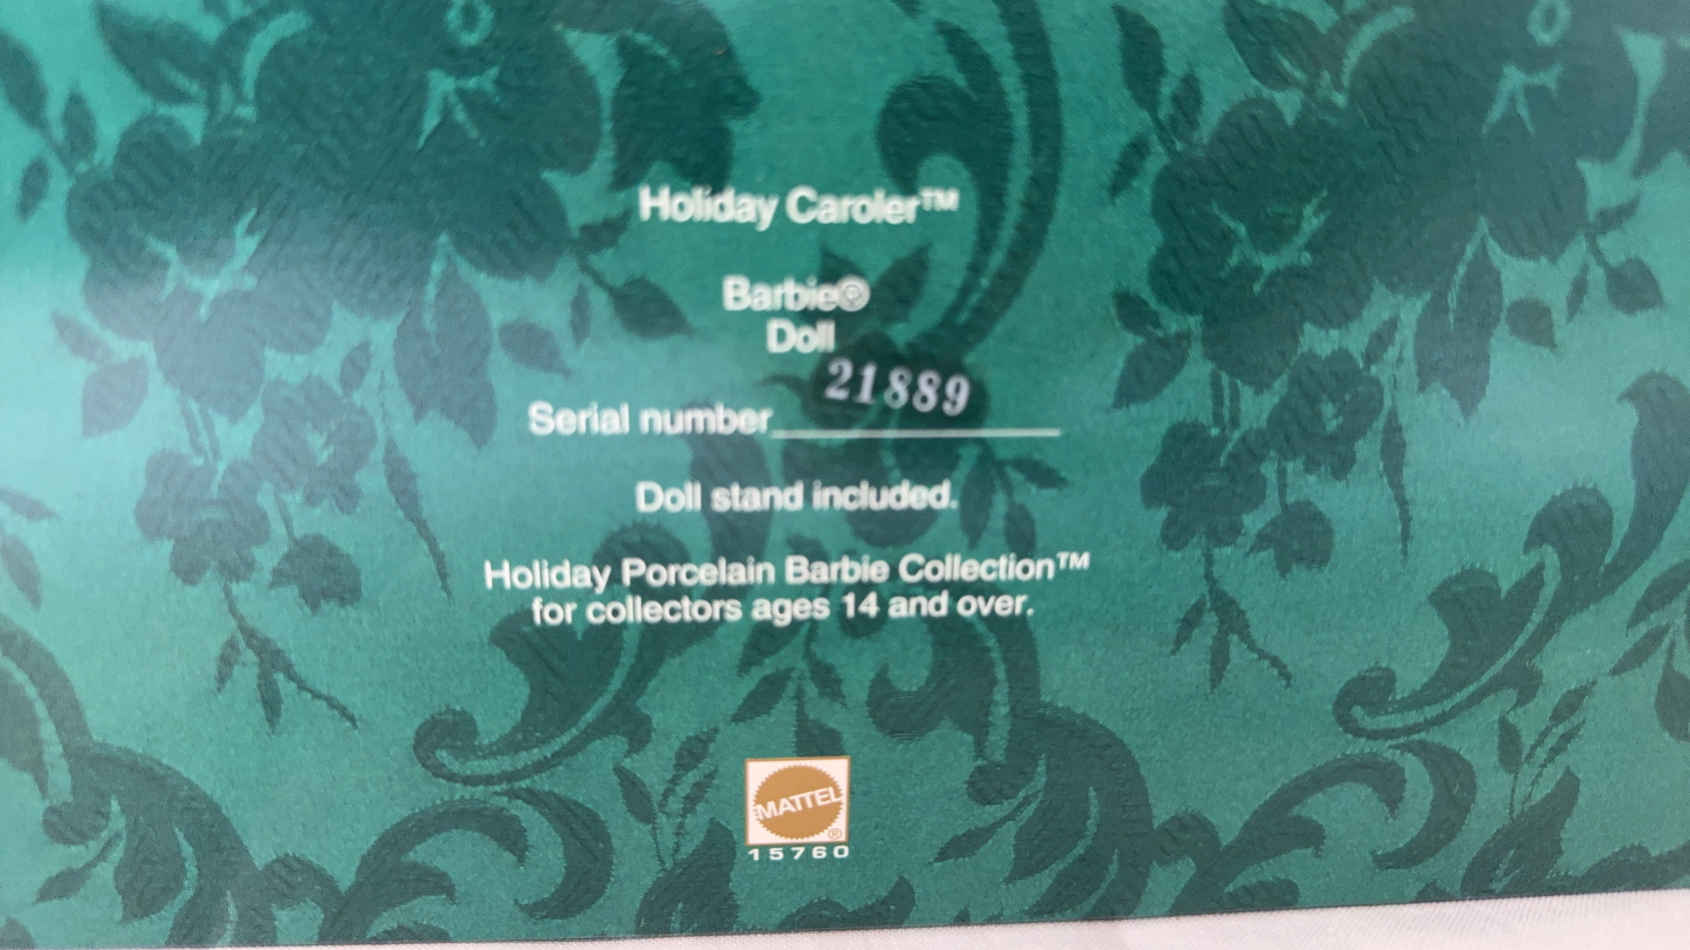 Holiday Caroler™
Barbie®
Doll
Serial number 21889
Doll stand included.
Holiday Porcelain Barbie Collection™
for collectors ages 14 and over.
MATTEL®
15760